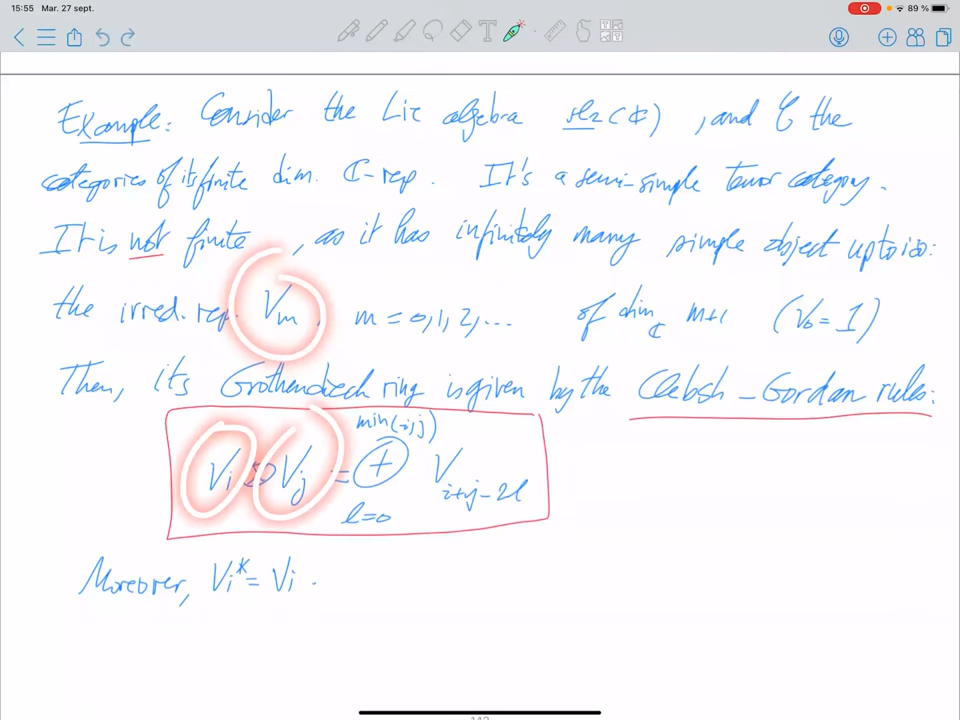 15:55 Mar. 27 sept. 89 %
Example: Consider the Lie algebra sl₂(ℂ), and 𝒞 the
categories of its finite dim. ℂ-rep. It's a semi-simple tensor category.
It is not finite, as it has infinitely many simple object up to iso:
the irred. rep. Vₘ, m = 0, 1, 2, ... of dim_ℂ m+1 (V₀ = 1)
Then, its Grothendieck ring is given by the Clebsh-Gordan rules:
Vᵢ ⊗ Vⱼ = ⊕_{l=0}^{min(i,j)} V_{i+j-2l}
Moreover, Vᵢ* = Vᵢ.